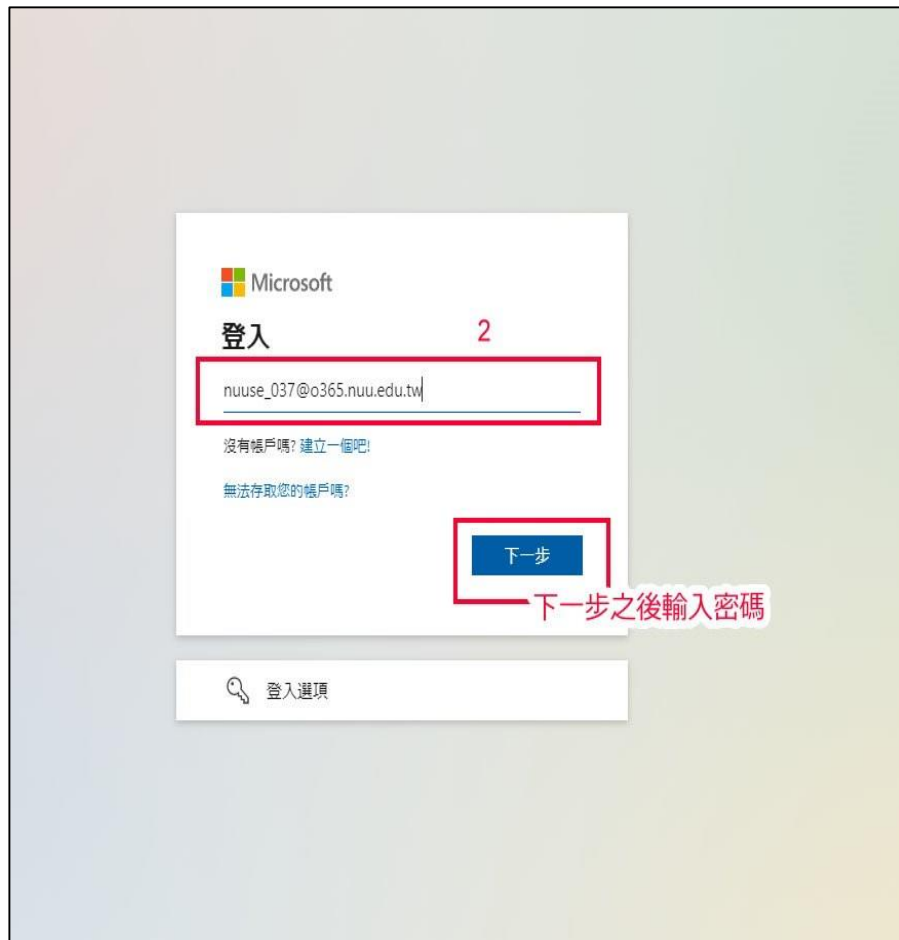 Microsoft
登入
2
nuuse_037@o365.nuu.edu.tw
沒有帳戶嗎? 建立一個吧!
無法存取您的帳戶嗎?
下一步
下一步之後輸入密碼
登入選項